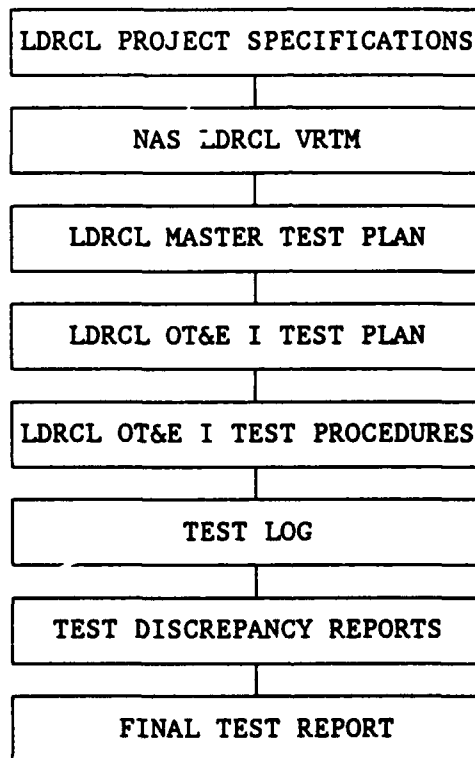 LDRCL PROJECT SPECIFICATIONS
NAS LDRCL VRTM
LDRCL MASTER TEST PLAN
LDRCL OT&E I TEST PLAN
LDRCL OT&E I TEST PROCEDURES
TEST LOG
TEST DISCREPANCY REPORTS
FINAL TEST REPORT